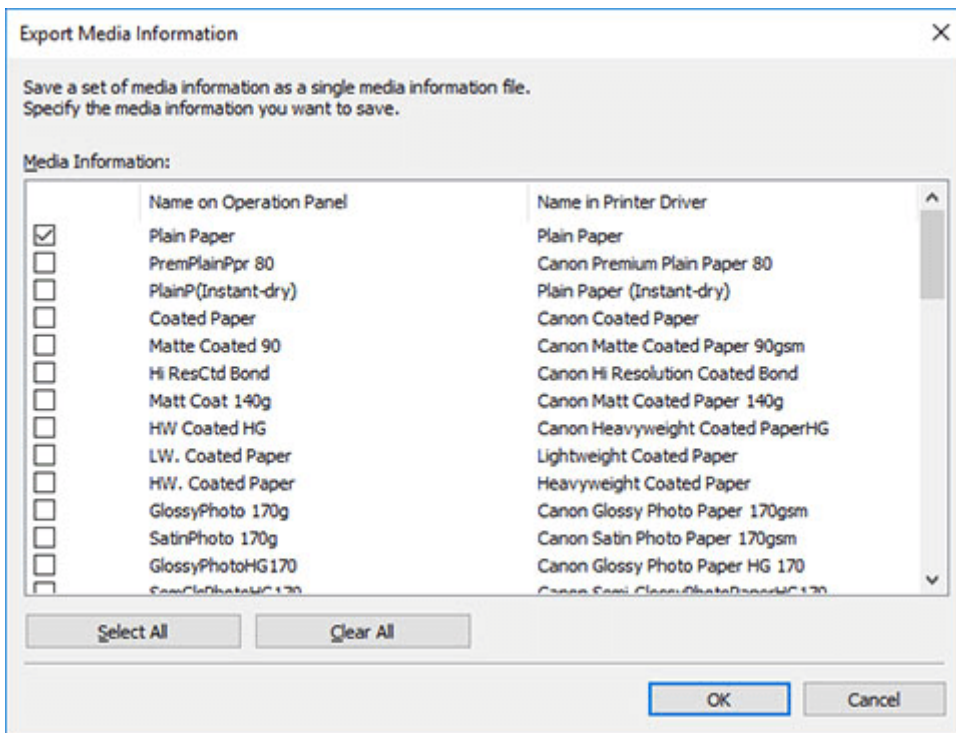 Export Media Information
Save a set of media information as a single media information file.
Specify the media information you want to save.
Media Information:
Name on Operation Panel Name in Printer Driver
Plain Paper Plain Paper
PremPlainPpr 80 Canon Premium Plain Paper 80
PlainP(Instant-dry) Plain Paper (Instant-dry)
Coated Paper Canon Coated Paper
Matte Coated 90 Canon Matte Coated Paper 90gsm
Hi ResCtd Bond Canon Hi Resolution Coated Bond
Matt Coat 140g Canon Matt Coated Paper 140g
HW Coated HG Canon Heavyweight Coated PaperHG
LW. Coated Paper Lightweight Coated Paper
HW. Coated Paper Heavyweight Coated Paper
GlossyPhoto 170g Canon Glossy Photo Paper 170gsm
SatinPhoto 170g Canon Satin Photo Paper 170gsm
GlossyPhotoHG170 Canon Glossy Photo Paper HG 170
Canon
Select All Clear All
OK Cancel